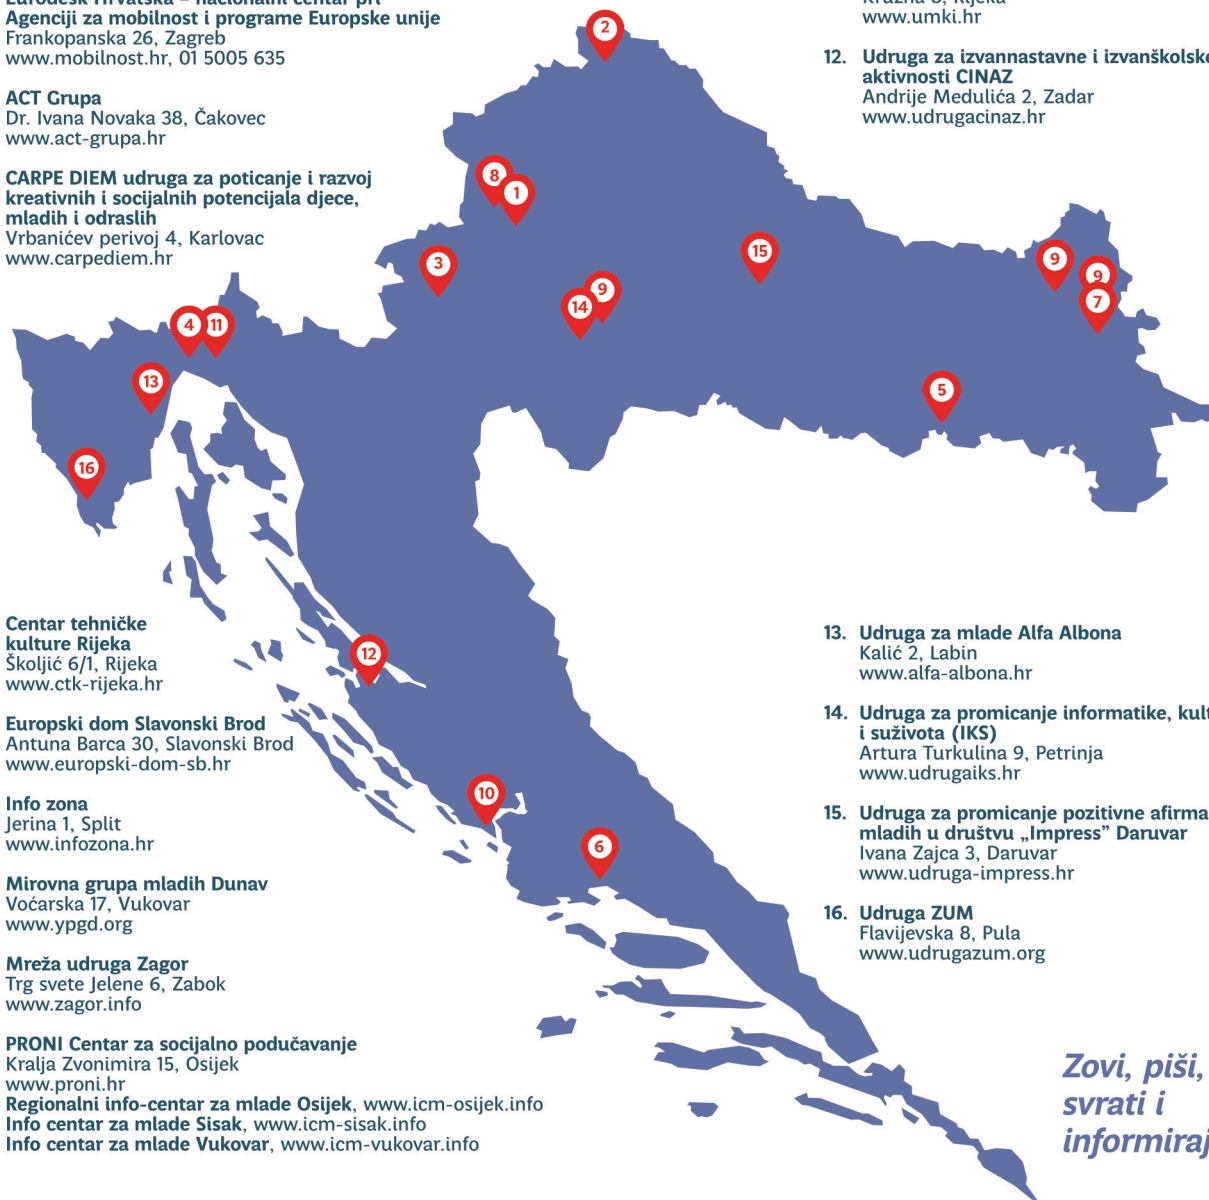 Eurodesk Hrvatska – nacionalni centar pri
Agenciji za mobilnost i programe Europske unije
Frankopanska 26, Zagreb
www.mobilnost.hr, 01 5005 635
ACT Grupa
Dr. Ivana Novaka 38, Čakovec
www.act-grupa.hr
CARPE DIEM udruga za poticanje i razvoj
kreativnih i socijalnih potencijala djece,
mladih i odraslih
Vrbanićev perivoj 4, Karlovac
www.carpediem.hr
Centar tehničke
kulture Rijeka
Školjić 6/1, Rijeka
www.ctk-rijeka.hr
Europski dom Slavonski Brod
Antuna Barca 30, Slavonski Brod
www.europski-dom-sb.hr
Info zona
Jerina 1, Split
www.infozona.hr
Mirovna grupa mladih Dunav
Voćarska 17, Vukovar
www.ypgd.org
Mreža udruga Zagor
Trg svete Jelene 6, Zabok
www.zagor.info
PRONI Centar za socijalno podučavanje
Kralja Zvonimira 15, Osijek
www.proni.hr
Regionalni info-centar za mlade Osijek, www.icm-osijek.info
Info centar za mlade Sisak, www.icm-sisak.info
Info centar za mlade Vukovar, www.icm-vukovar.info
Rijeka
www.umki.hr
12. Udruga za izvannastavne i izvanškolske
aktivnosti CINAZ
Andrije Medulića 2, Zadar
www.udrugacinaz.hr
13. Udruga za mlade Alfa Albona
Kalić 2, Labin
www.alfa-albona.hr
14. Udruga za promicanje informatike, kult
i suživota (IKS)
Artura Turkulina 9, Petrinja
www.udrugaiks.hr
15. Udruga za promicanje pozitivne afirma
mladih u društvu „Impress” Daruvar
Ivana Zajca 3, Daruvar
www.udruga-impress.hr
16. Udruga ZUM
Flavijevska 8, Pula
www.udrugazum.org
Zovi, piši,
svrati i
informiraj
2
8
1
3
15
9
9
7
9
14
4
11
13
5
16
12
10
6